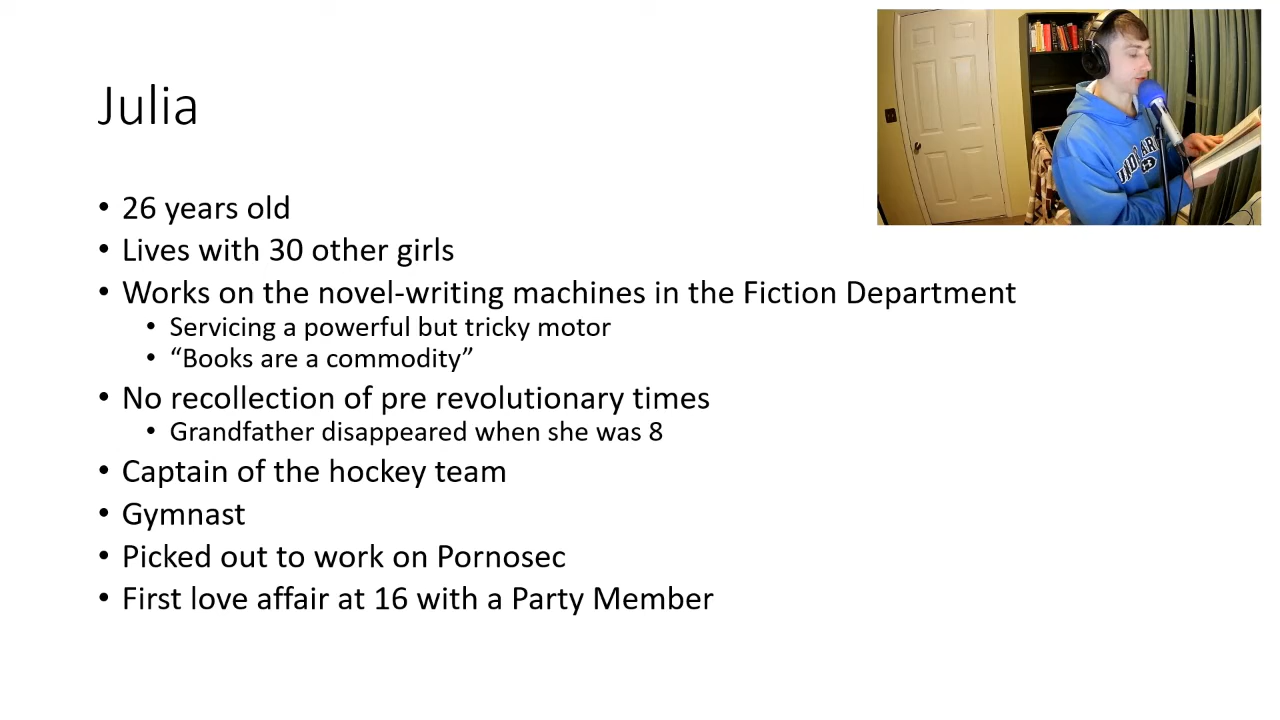 Julia
• 26 years old
• Lives with 30 other girls
• Works on the novel-writing machines in the Fiction Department
• Servicing a powerful but tricky motor
• “Books are a commodity”
• No recollection of pre revolutionary times
• Grandfather disappeared when she was 8
• Captain of the hockey team
• Gymnast
• Picked out to work on Pornosec
• First love affair at 16 with a Party Member